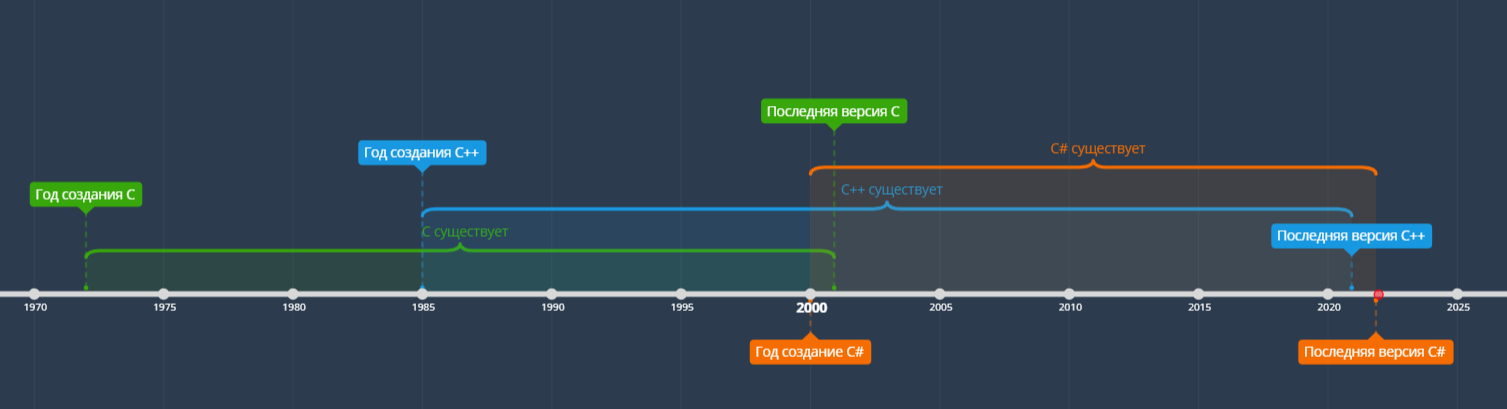 Последняя версия C
Год создания C++
C# существует
Год создания C
C++ существует
C существует
Последняя версия C++
1970
1975
1980
1985
1990
1995
2000
2005
2010
2015
2020
2025
Год создание C#
Последняя версия C#